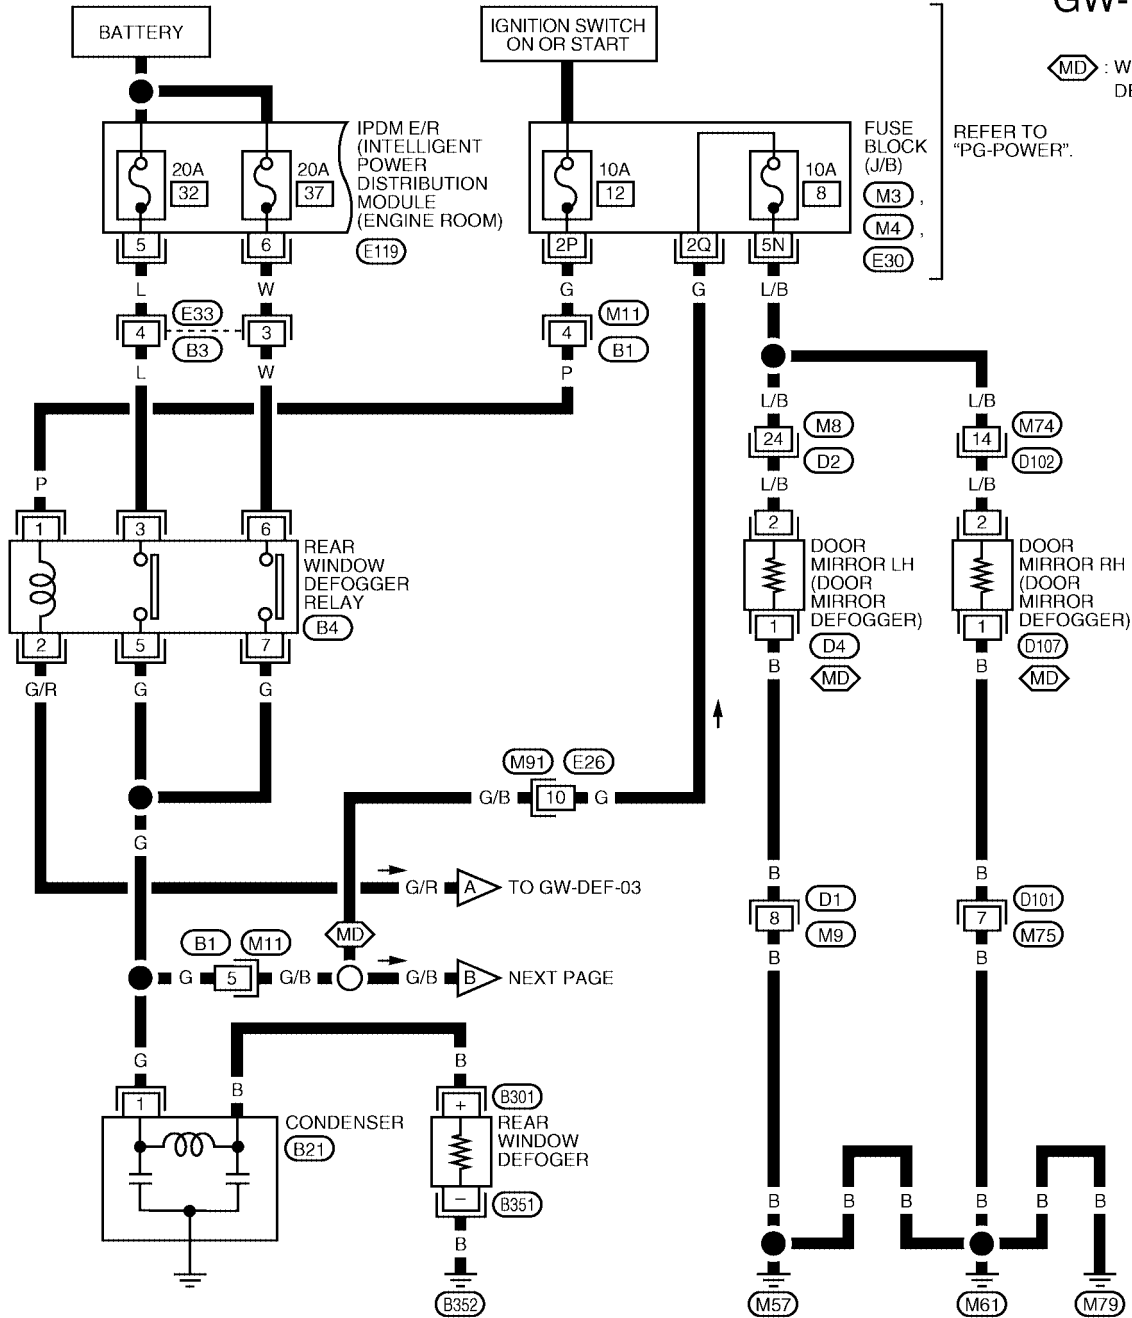 GW-
BATTERY
IGNITION SWITCH
ON OR START
MD : W
DE
IPDM E/R
(INTELLIGENT
POWER
DISTRIBUTION
MODULE
(ENGINE ROOM)
E119
20A
32
20A
37
10A
12
10A
8
FUSE
BLOCK
(J/B)
M3 ,
M4 ,
E30
REFER TO
"PG-POWER".
5
6
2P
2Q
5N
L
W
G
G
L/B
4
E33
B3
3
4
M11
B1
L
W
P
L/B
L/B
24
M8
D2
14
M74
D102
P
L/B
L/B
1
3
6
2
2
REAR
WINDOW
DEFOGGER
RELAY
B4
DOOR
MIRROR LH
(DOOR
MIRROR
DEFOGGER)
D4
MD
DOOR
MIRROR RH
(DOOR
MIRROR
DEFOGGER)
D107
MD
2
5
7
1
1
G/R
G
G
B
B
M91
E26
G/B
10
G
G
G/R
A
TO GW-DEF-03
B
B
8
D1
M9
7
D101
M75
B
B
MD
B1
M11
G
5
G/B
G/B
B
NEXT PAGE
G
B
B
1
CONDENSER
B21
+
B301
REAR
WINDOW
DEFOGER
–
B351
B
B352
B
B
B
B
B
B
M57
M61
M79